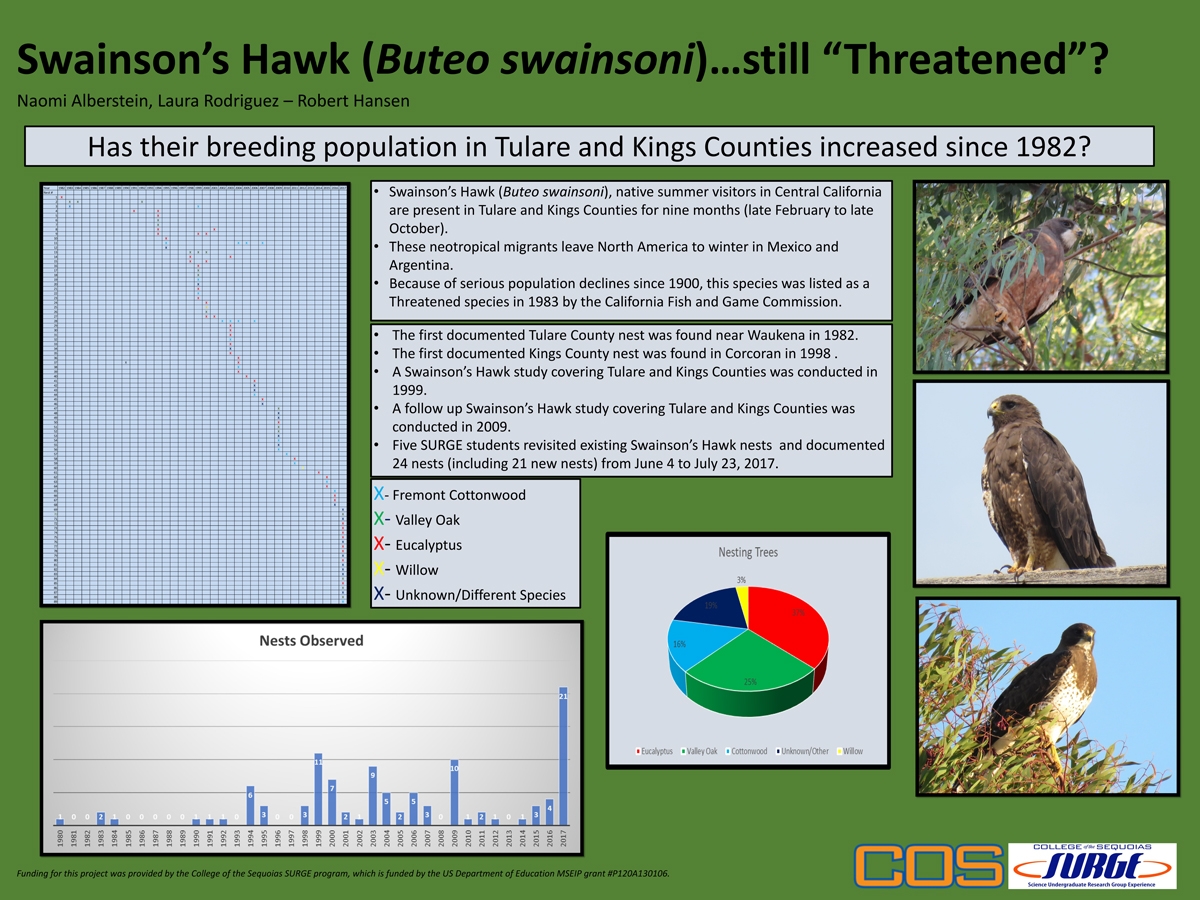 Swainson’s Hawk (Buteo swainsoni)…still “Threatened”?
Naomi Alberstein, Laura Rodriguez – Robert Hansen
Has their breeding population in Tulare and Kings Counties increased since 1982?
• Swainson’s Hawk (Buteo swainsoni), native summer visitors in Central California
are present in Tulare and Kings Counties for nine months (late February to late
October).
• These neotropical migrants leave North America to winter in Mexico and
Argentina.
• Because of serious population declines since 1900, this species was listed as a
Threatened species in 1983 by the California Fish and Game Commission.
• The first documented Tulare County nest was found near Waukena in 1982.
• The first documented Kings County nest was found in Corcoran in 1998 .
• A Swainson’s Hawk study covering Tulare and Kings Counties was conducted in
1999.
• A follow up Swainson’s Hawk study covering Tulare and Kings Counties was
conducted in 2009.
• Five SURGE students revisited existing Swainson’s Hawk nests and documented
24 nests (including 21 new nests) from June 4 to July 23, 2017.
X- Fremont Cottonwood
X- Valley Oak
X- Eucalyptus
X- Willow
X- Unknown/Different Species
Nesting Trees
3%
19%
16%
25%
Eucalyptus Valley Oak Cottonwood Unknown/Other Willow
Nests Observed
1 0 0 2 1 0 0 0 0 0 1 1 1 0 6 3 0 0 3 11 7 2 1 9 5 2 5 3 0 10 1 2 1 0 1 3 4 21
1980 1981 1982 1983 1984 1985 1986 1987 1988 1989 1990 1991 1992 1993 1994 1995 1996 1997 1998 1999 2000 2001 2002 2003 2004 2005 2006 2007 2008 2009 2010 2011 2012 2013 2014 2015 2016 2017
COS
COLLEGE of the SEQUOIAS
SURGE
Science Undergraduate Research Group Experience
Funding for this project was provided by the College of the Sequoias SURGE program, which is funded by the US Department of Education MSEIP grant #P120A130106.